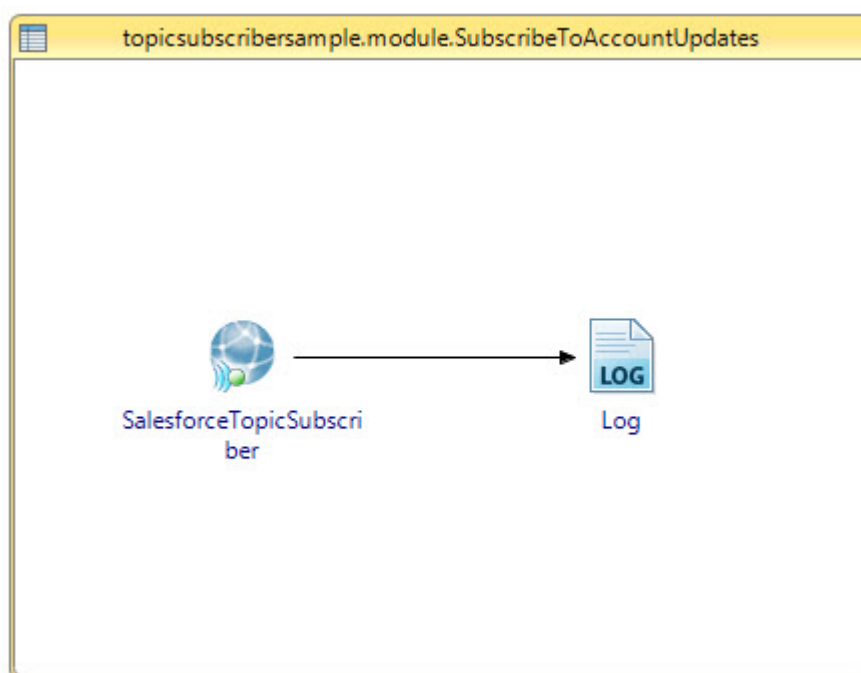 topicsubscribersample.module.SubscribeToAccountUpdates
LOG
SalesforceTopicSubscri
ber
Log